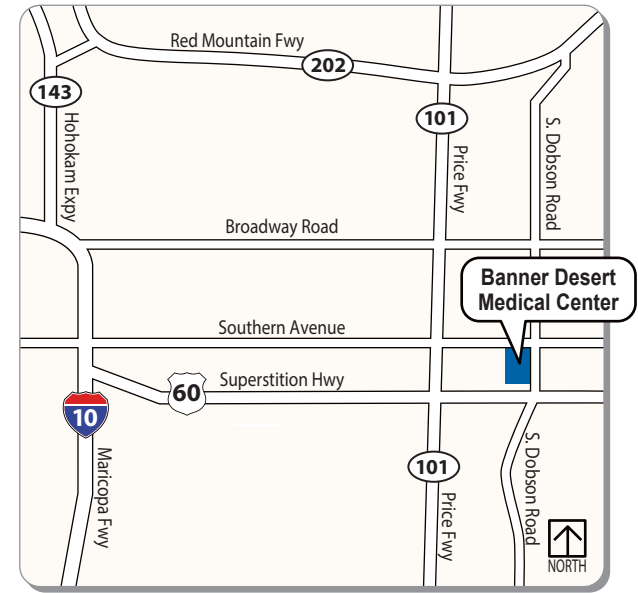 Red Mountain Fwy
202
143
101
Hohokam Expy
Price Fwy
S. Dobson Road
Broadway Road
Banner Desert
Medical Center
Southern Avenue
Superstition Hwy
60
10
101
Maricopa Fwy
Price Fwy
S. Dobson Road
NORTH